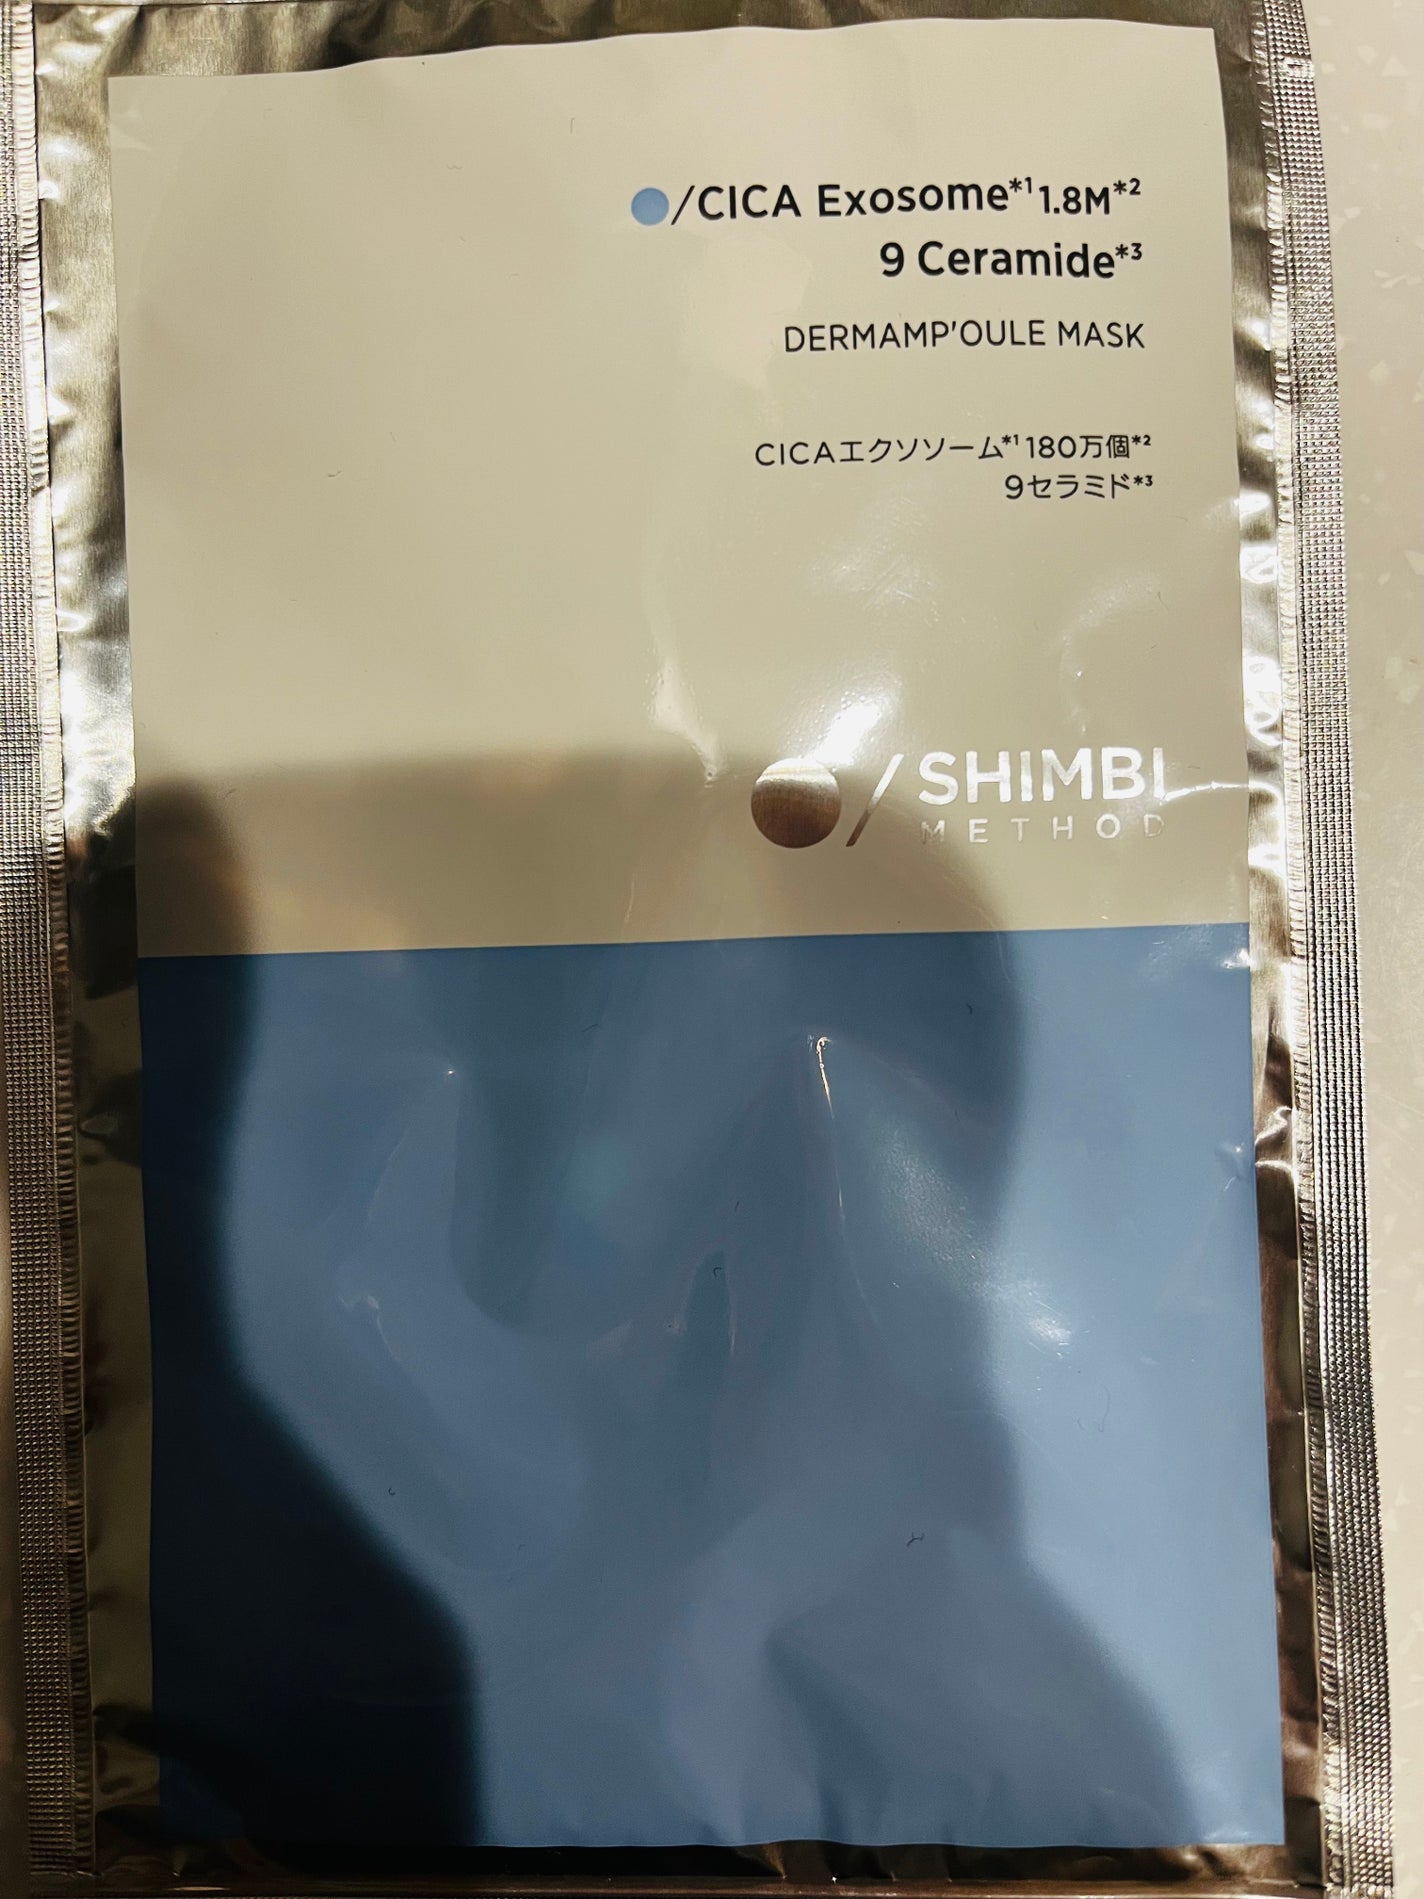 /CICA Exosome*1 1.8M*2
9 Ceramide*3
DERMAMP'OULE MASK
CICAエクソソーム*1 180万個*2
9セラミド*3
/SHIMBI
METHOD